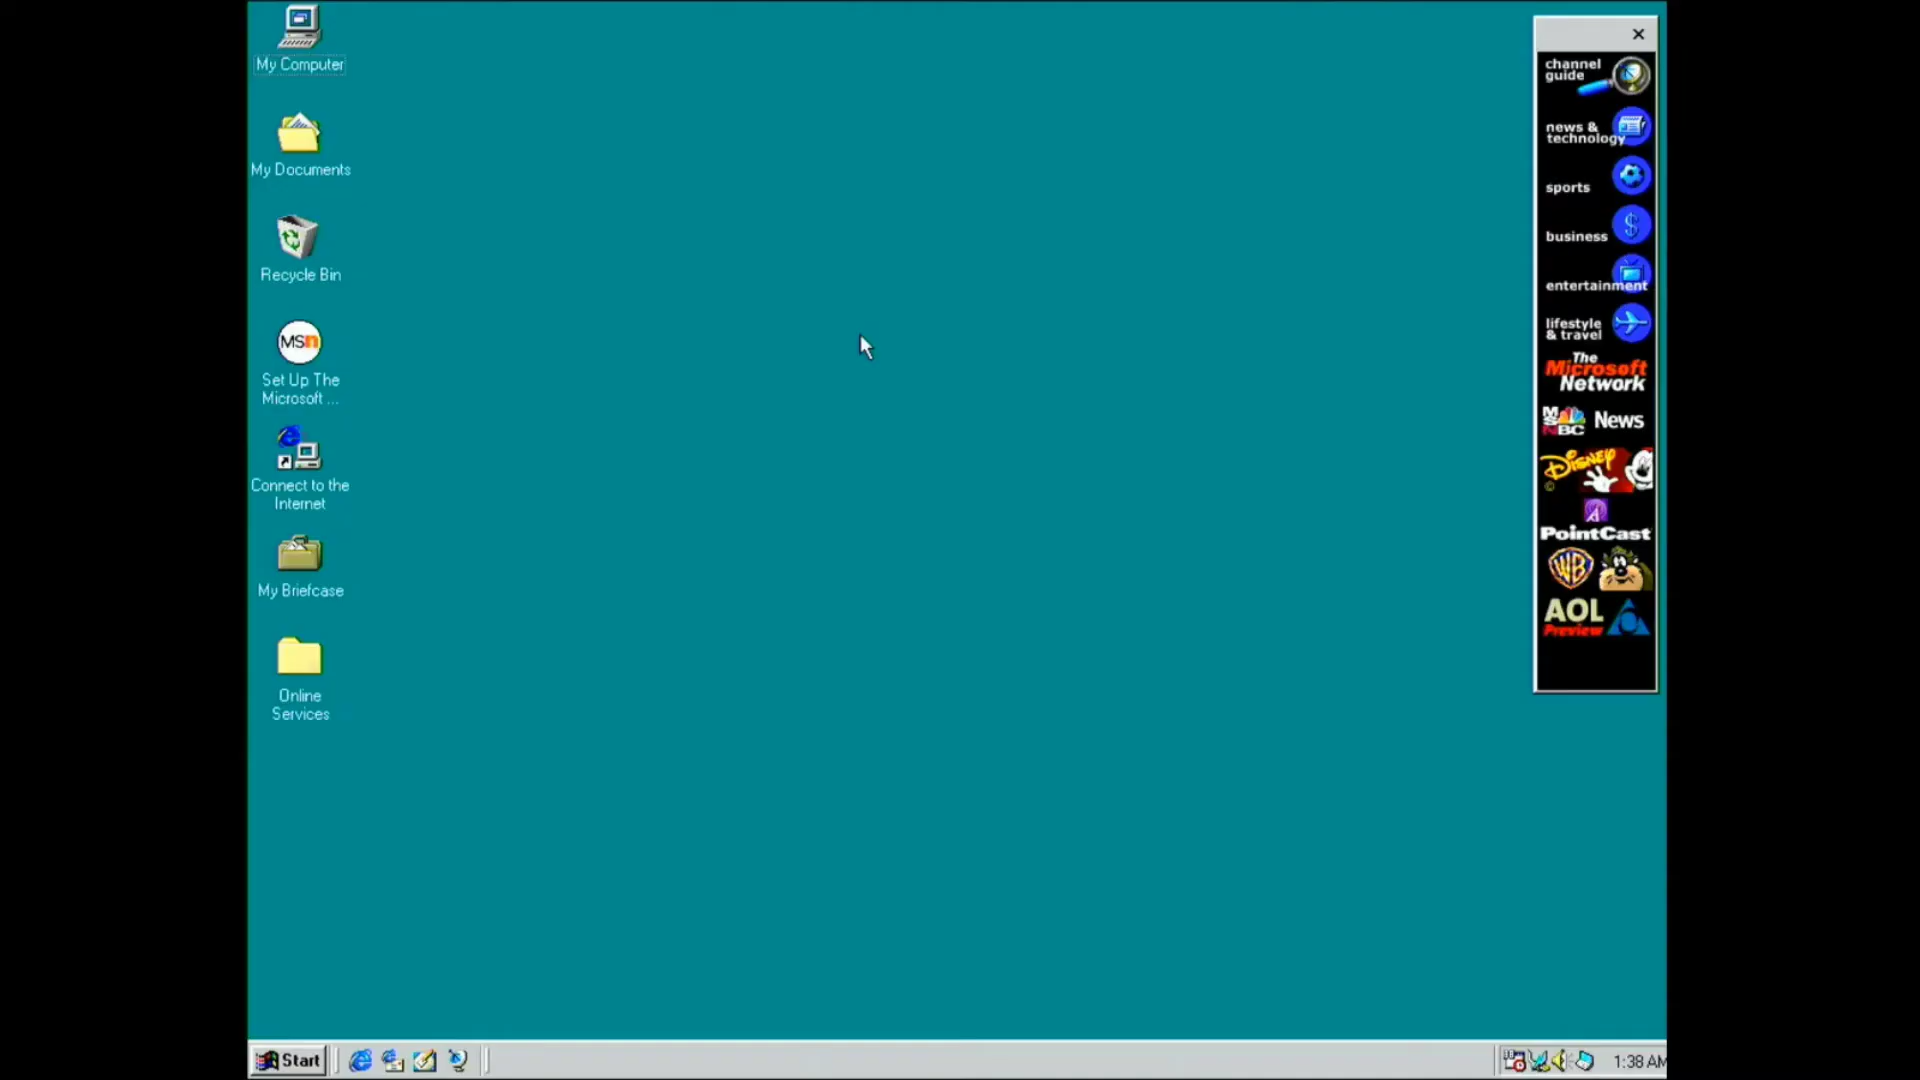 My Computer
My Documents
Recycle Bin
MSn
Set Up The
Microsoft ...
Connect to the
Internet
My Briefcase
Online
Services
channel
guide
news &
technology
sports
business
entertainment
lifestyle
& travel
The
Microsoft
Network
MSNBC News
Disney
PointCast
WB
AOL
Preview
Start
1:38 AM